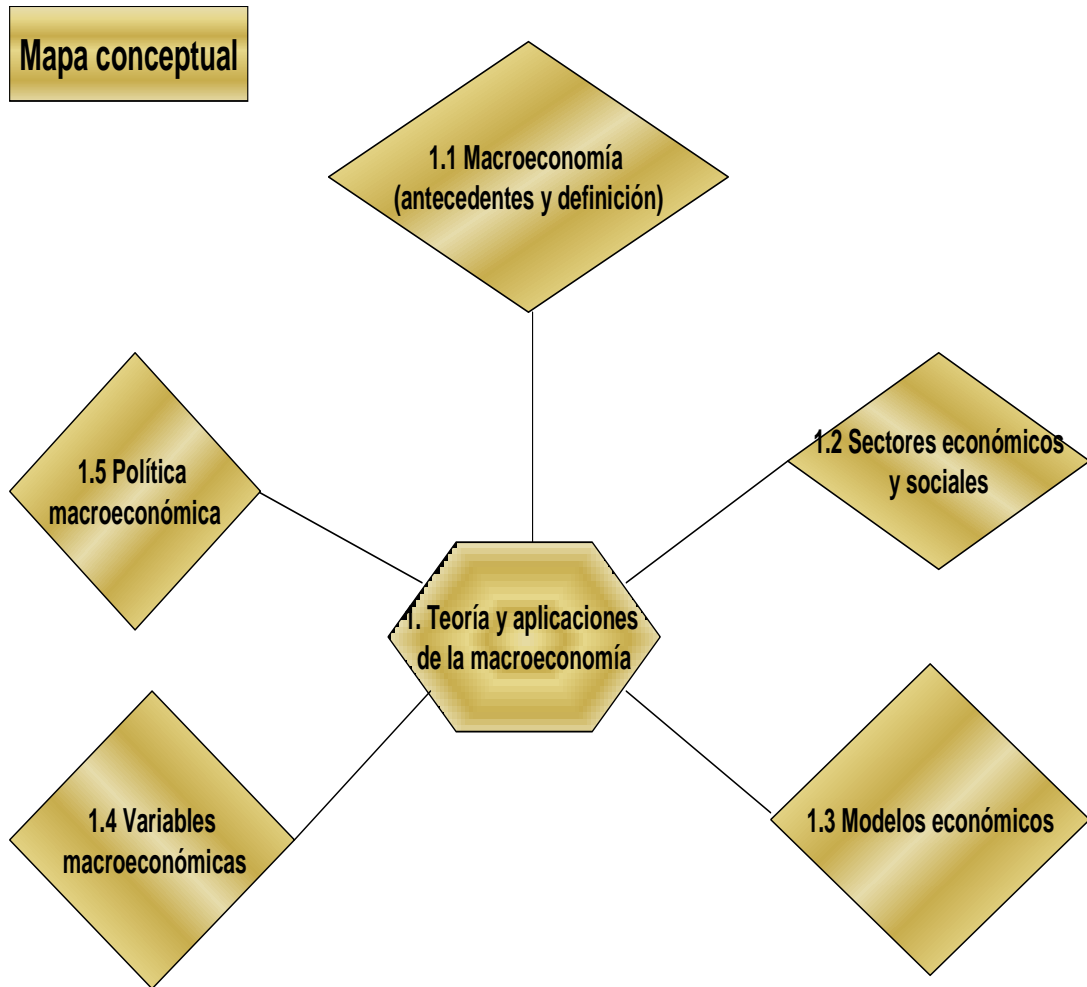 Mapa conceptual
1.1 Macroeconomía
(antecedentes y definición)
1.2 Sectores económicos
y sociales
1.5 Política
macroeconómica
1. Teoría y aplicaciones
de la macroeconomía
1.4 Variables
macroeconómicas
1.3 Modelos económicos